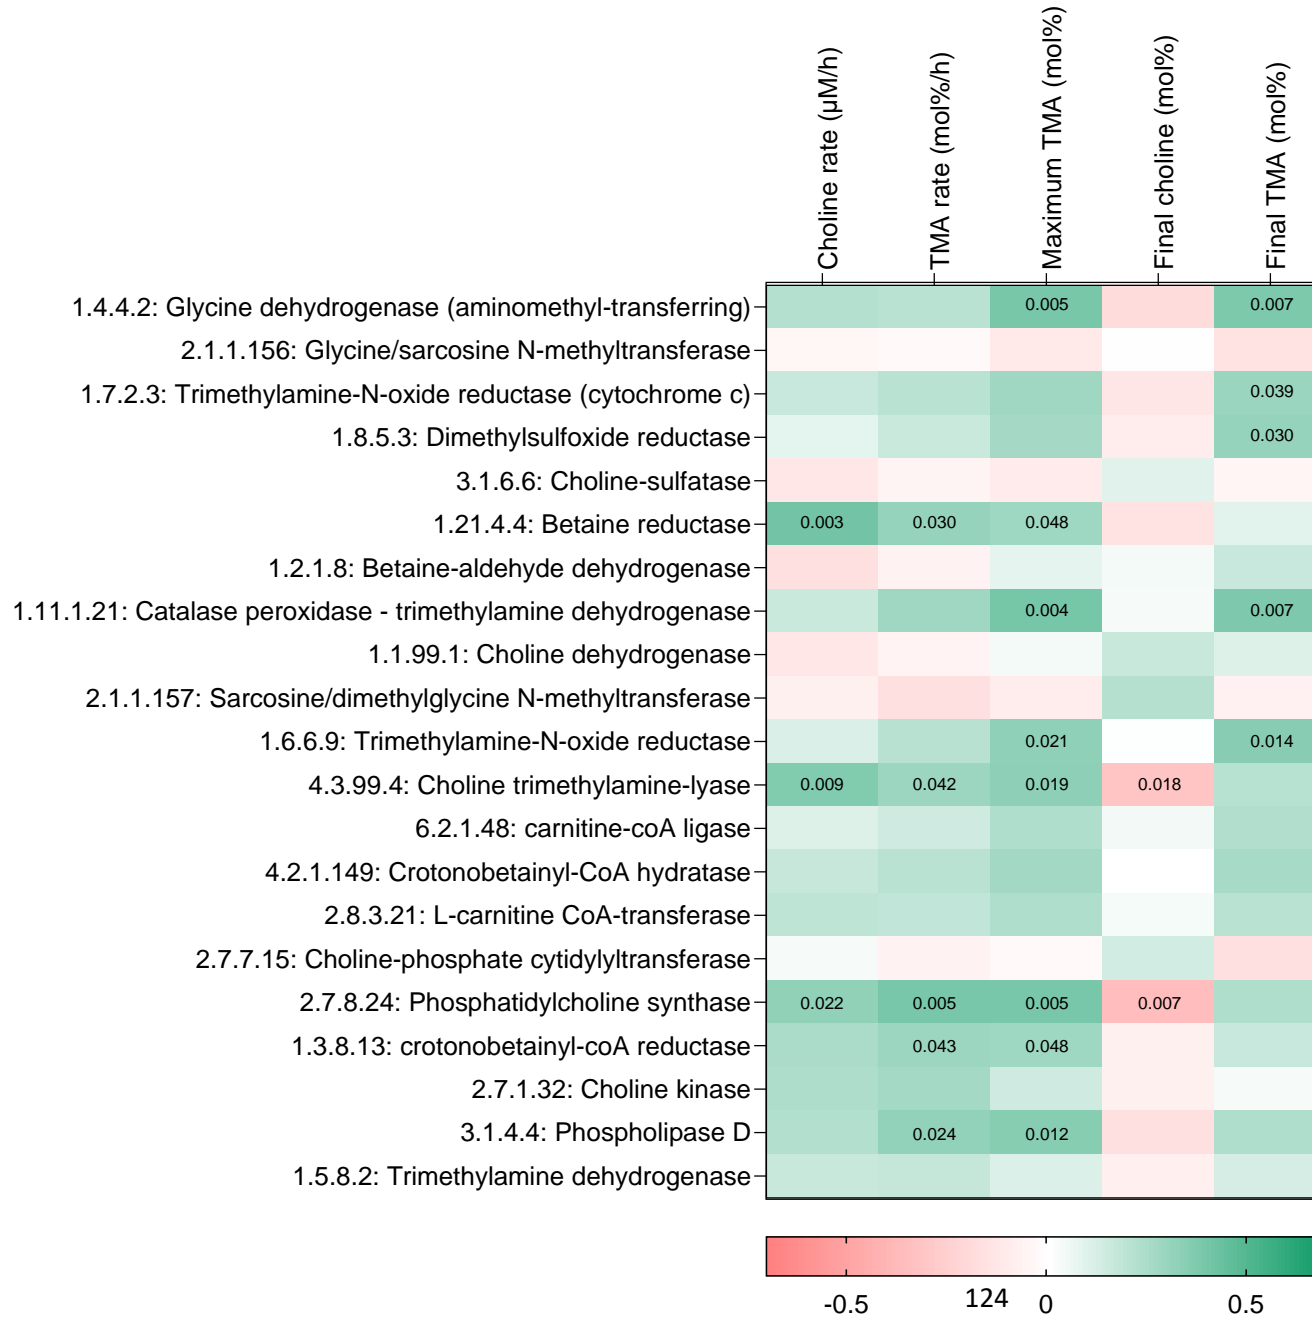 Choline rate (µM/h)
TMA rate (mol%/h)
Maximum TMA (mol%)
Final choline (mol%)
Final TMA (mol%)
1.4.4.2: Glycine dehydrogenase (aminomethyl-transferring) 0.005 0.007
2.1.1.156: Glycine/sarcosine N-methyltransferase
1.7.2.3: Trimethylamine-N-oxide reductase (cytochrome c) 0.039
1.8.5.3: Dimethylsulfoxide reductase 0.030
3.1.6.6: Choline-sulfatase
1.21.4.4: Betaine reductase 0.003 0.030 0.048
1.2.1.8: Betaine-aldehyde dehydrogenase
1.11.1.21: Catalase peroxidase - trimethylamine dehydrogenase 0.004 0.007
1.1.99.1: Choline dehydrogenase
2.1.1.157: Sarcosine/dimethylglycine N-methyltransferase
1.6.6.9: Trimethylamine-N-oxide reductase 0.021 0.014
4.3.99.4: Choline trimethylamine-lyase 0.009 0.042 0.019 0.018
6.2.1.48: carnitine-coA ligase
4.2.1.149: Crotonobetainyl-CoA hydratase
2.8.3.21: L-carnitine CoA-transferase
2.7.7.15: Choline-phosphate cytidylyltransferase
2.7.8.24: Phosphatidylcholine synthase 0.022 0.005 0.005 0.007
1.3.8.13: crotonobetainyl-coA reductase 0.043 0.048
2.7.1.32: Choline kinase
3.1.4.4: Phospholipase D 0.024 0.012
1.5.8.2: Trimethylamine dehydrogenase
-0.5 124 0 0.5